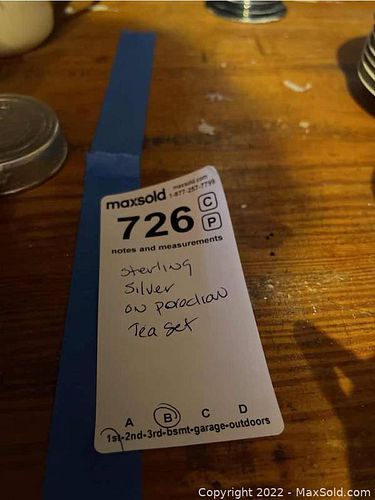 maxsold maxsold.com
1-877-257-7799
726 C
P
notes and measurements
sterling
Silver
on porcelian
Tea set
A B C D
1st-2nd-3rd-bsmt-garage-outdoors
Copyright 2022 - MaxSold.com